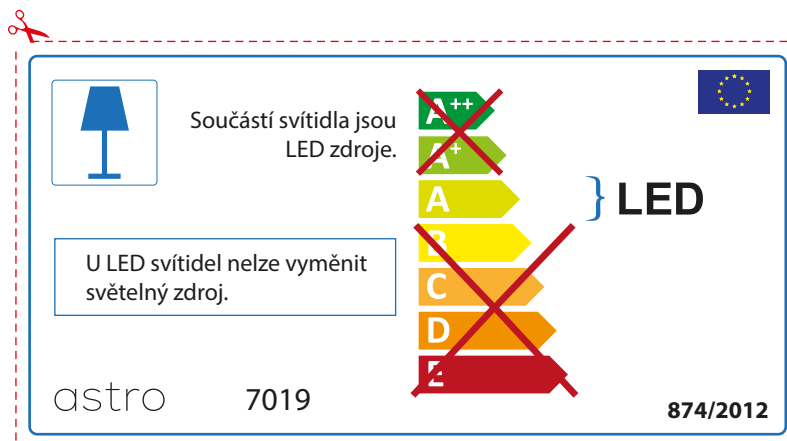 Součástí svítidla jsou
LED zdroje.
A++
A+
A
B
C
D
E
LED
U LED svítidel nelze vyměnit
světelný zdroj.
astro
7019
874/2012